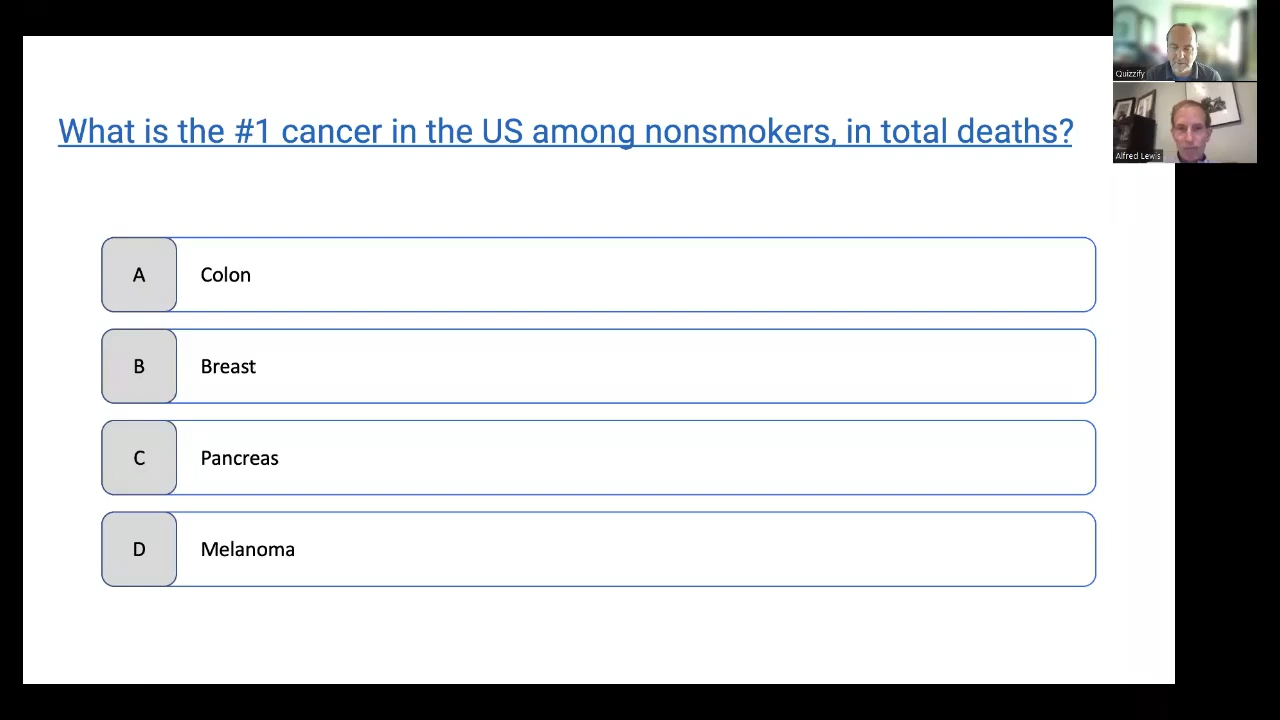 What is the #1 cancer in the US among nonsmokers, in total deaths?
A Colon
B Breast
C Pancreas
D Melanoma
Quizzify
Alfred Lewis